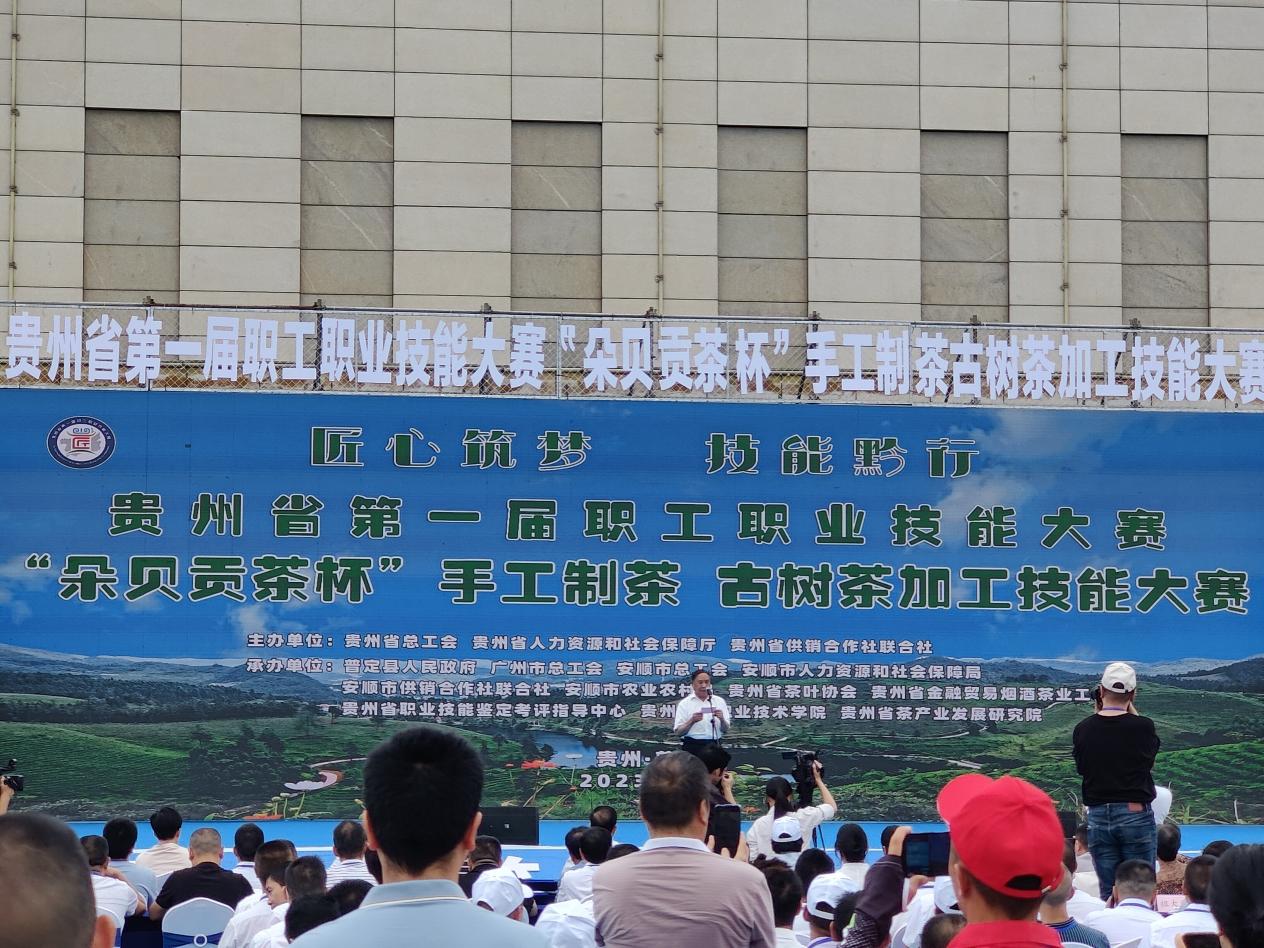 贵州省第一届职工职业技能大赛“朵贝贡茶杯”手工制茶古树茶加工技能大赛
匠
匠心筑梦 技能黔行
贵州省第一届职工职业技能大赛
“朵贝贡茶杯”手工制茶 古树茶加工技能大赛
主办单位：贵州省总工会 贵州省人力资源和社会保障厅 贵州省供销合作社联合社
承办单位：普定县人民政府 广州市总工会 安顺市总工会 安顺市人力资源和社会保障局
安顺市供销合作社联合社 安顺市农业农村 贵州省茶叶协会 贵州省金融贸易烟酒茶业工
贵州省职业技能鉴定考评指导中心 贵州 业技术学院 贵州省茶产业发展研究院
贵州·
2023